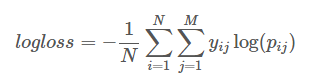 logloss = −\frac{1}{N} \sum_{i=1}^{N} \sum_{j=1}^{M} y_{ij} log(p_{ij})